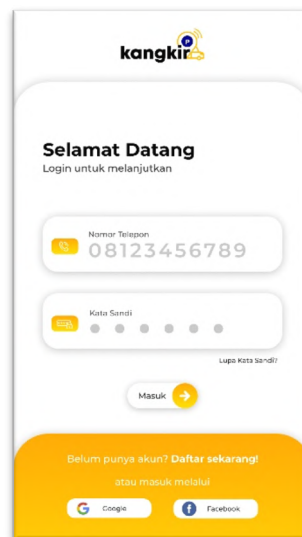 kangkir
P
Selamat Datang
Login untuk melanjutkan
Nomor Telepon
08123456789
Kata Sandi
Lupa Kata Sandi?
Masuk
Belum punya akun? Daftar sekarang!
atau masuk melalui
Google
Facebook